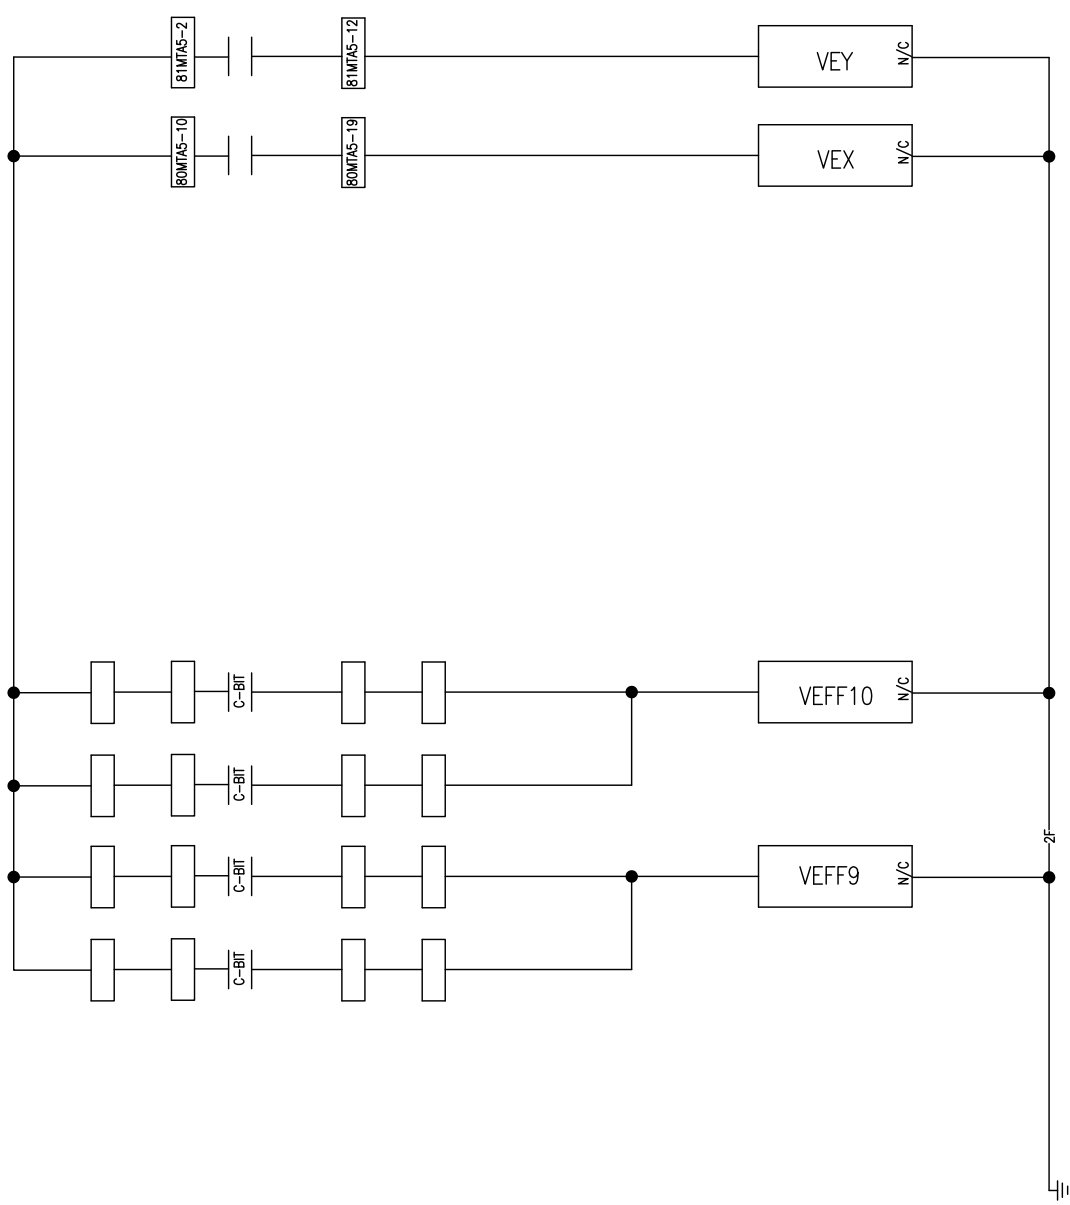 81MTA5-2
81MTA5-12
VEY
N/C
80MTA5-10
80MTA5-19
VEX
N/C
C-BIT
VEFF10
N/C
C-BIT
2F
C-BIT
VEFF9
N/C
C-BIT